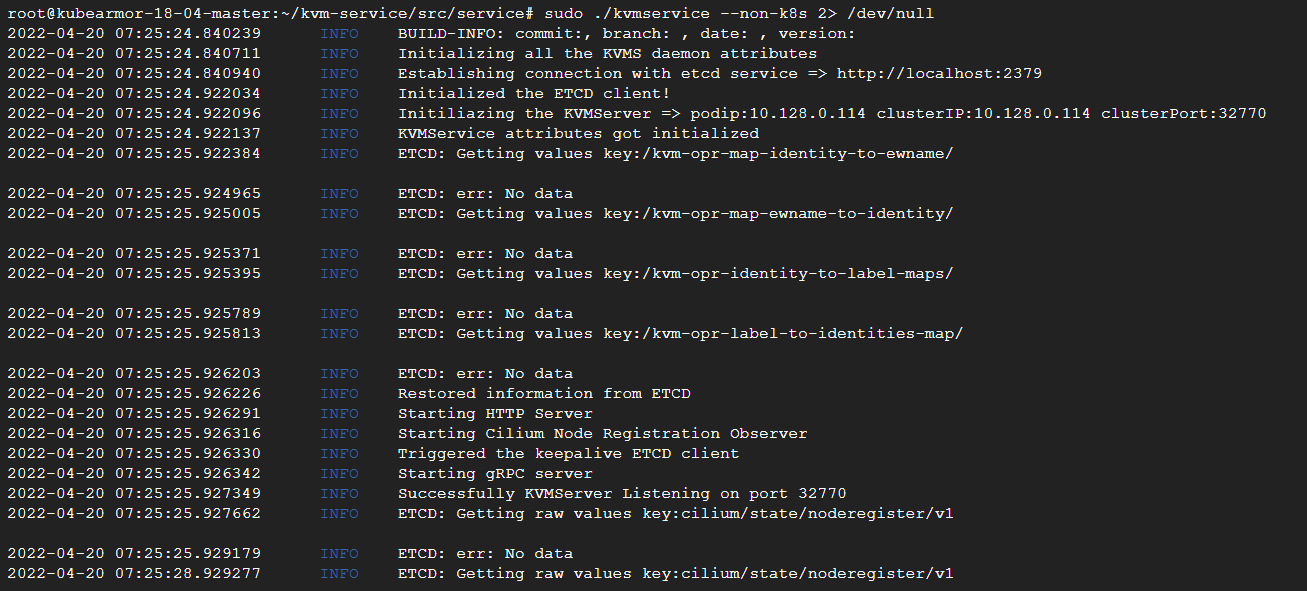 root@kubearmor-18-04-master:~/kvm-service/src/service# sudo ./kvmservice --non-k8s 2> /dev/null
2022-04-20 07:25:24.840239 INFO BUILD-INFO: commit:, branch: , date: , version:
2022-04-20 07:25:24.840711 INFO Initializing all the KVMS daemon attributes
2022-04-20 07:25:24.840940 INFO Establishing connection with etcd service => http://localhost:2379
2022-04-20 07:25:24.922034 INFO Initialized the ETCD client!
2022-04-20 07:25:24.922096 INFO Initiliazing the KVMServer => podip:10.128.0.114 clusterIP:10.128.0.114 clusterPort:32770
2022-04-20 07:25:24.922137 INFO KVMService attributes got initialized
2022-04-20 07:25:25.922384 INFO ETCD: Getting values key:/kvm-opr-map-identity-to-ewname/
2022-04-20 07:25:25.924965 INFO ETCD: err: No data
2022-04-20 07:25:25.925005 INFO ETCD: Getting values key:/kvm-opr-map-ewname-to-identity/
2022-04-20 07:25:25.925371 INFO ETCD: err: No data
2022-04-20 07:25:25.925395 INFO ETCD: Getting values key:/kvm-opr-identity-to-label-maps/
2022-04-20 07:25:25.925789 INFO ETCD: err: No data
2022-04-20 07:25:25.925813 INFO ETCD: Getting values key:/kvm-opr-label-to-identities-map/
2022-04-20 07:25:25.926203 INFO ETCD: err: No data
2022-04-20 07:25:25.926226 INFO Restored information from ETCD
2022-04-20 07:25:25.926291 INFO Starting HTTP Server
2022-04-20 07:25:25.926316 INFO Starting Cilium Node Registration Observer
2022-04-20 07:25:25.926330 INFO Triggered the keepalive ETCD client
2022-04-20 07:25:25.926342 INFO Starting gRPC server
2022-04-20 07:25:25.927349 INFO Successfully KVMServer Listening on port 32770
2022-04-20 07:25:25.927662 INFO ETCD: Getting raw values key:cilium/state/noderegister/v1
2022-04-20 07:25:25.929179 INFO ETCD: err: No data
2022-04-20 07:25:28.929277 INFO ETCD: Getting raw values key:cilium/state/noderegister/v1